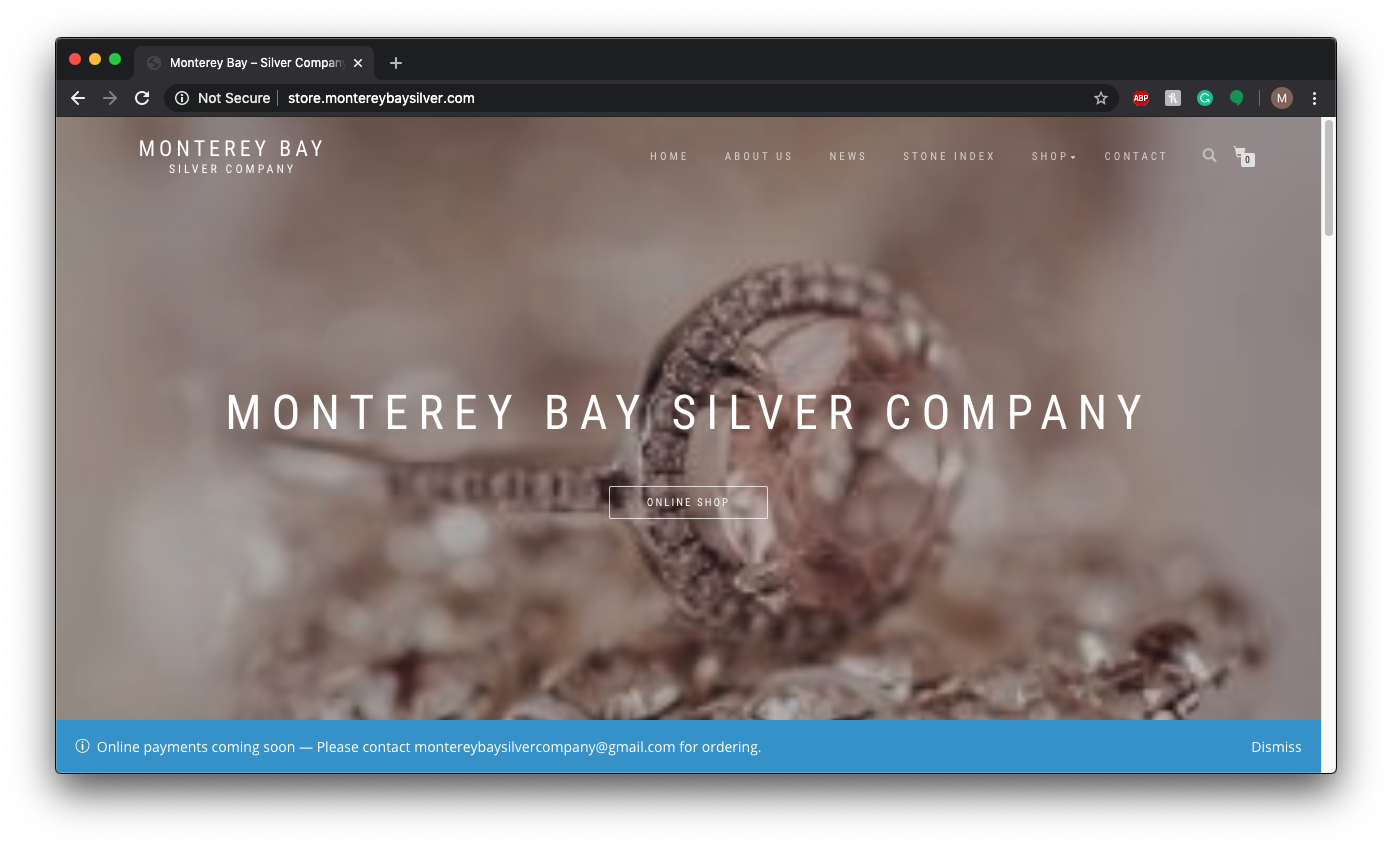 Monterey Bay – Silver Company
Not Secure
store.montereybaysilver.com
ABP
M
MONTEREY BAY
SILVER COMPANY
HOME
ABOUT US
NEWS
STONE INDEX
SHOP
CONTACT
0
MONTEREY BAY SILVER COMPANY
ONLINE SHOP
Online payments coming soon — Please contact montereybaysilvercompany@gmail.com for ordering.
Dismiss